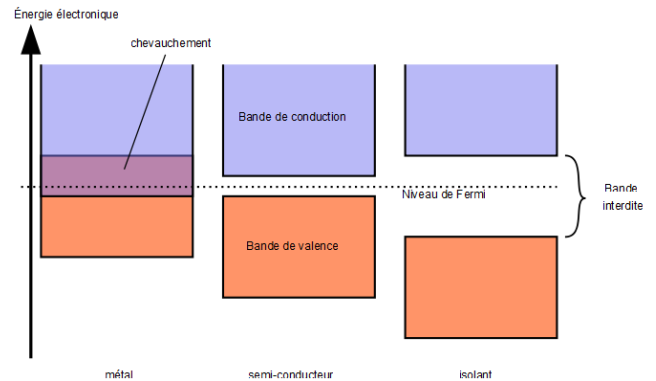 Énergie électronique
chevauchement
Bande de conduction
Niveau de Fermi
Bande
interdite
Bande de valence
métal
semi-conducteur
isolant